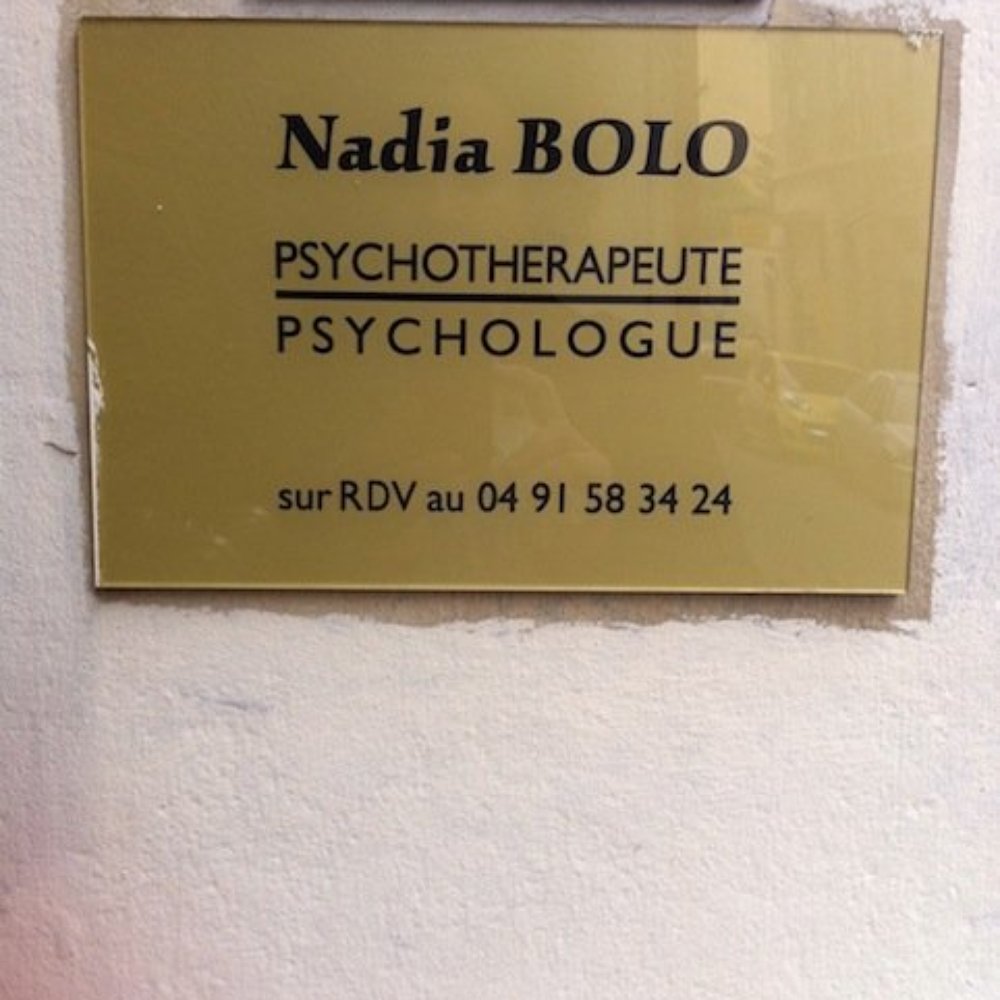 Nadia BOLO
PSYCHOTHERAPEUTE
PSYCHOLOGUE
sur RDV au 04 91 58 34 24